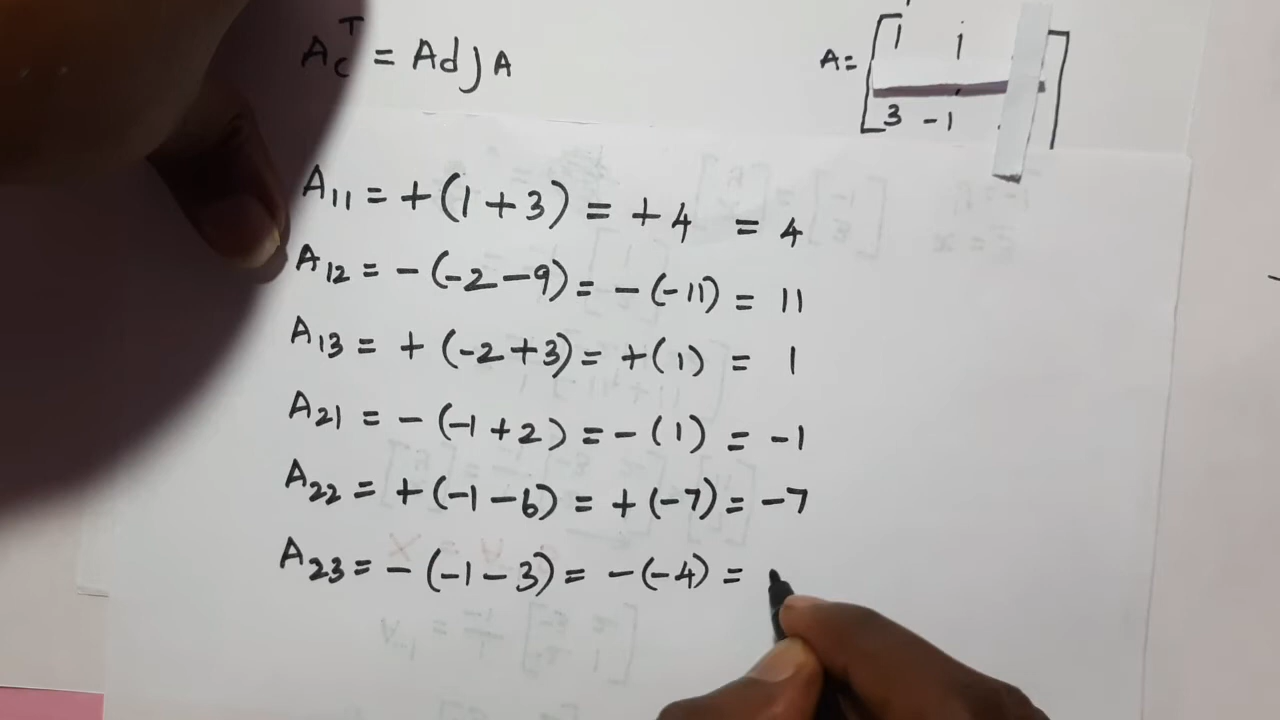 A_C^T = Adj A
A = [ 1 1
3 -1 ]
A₁₁ = +(1+3) = +4 = 4
A₁₂ = -(-2-9) = -(-11) = 11
A₁₃ = +(-2+3) = +(1) = 1
A₂₁ = -(-1+2) = -(1) = -1
A₂₂ = +(-1-6) = +(-7) = -7
A₂₃ = -(-1-3) = -(-4) =